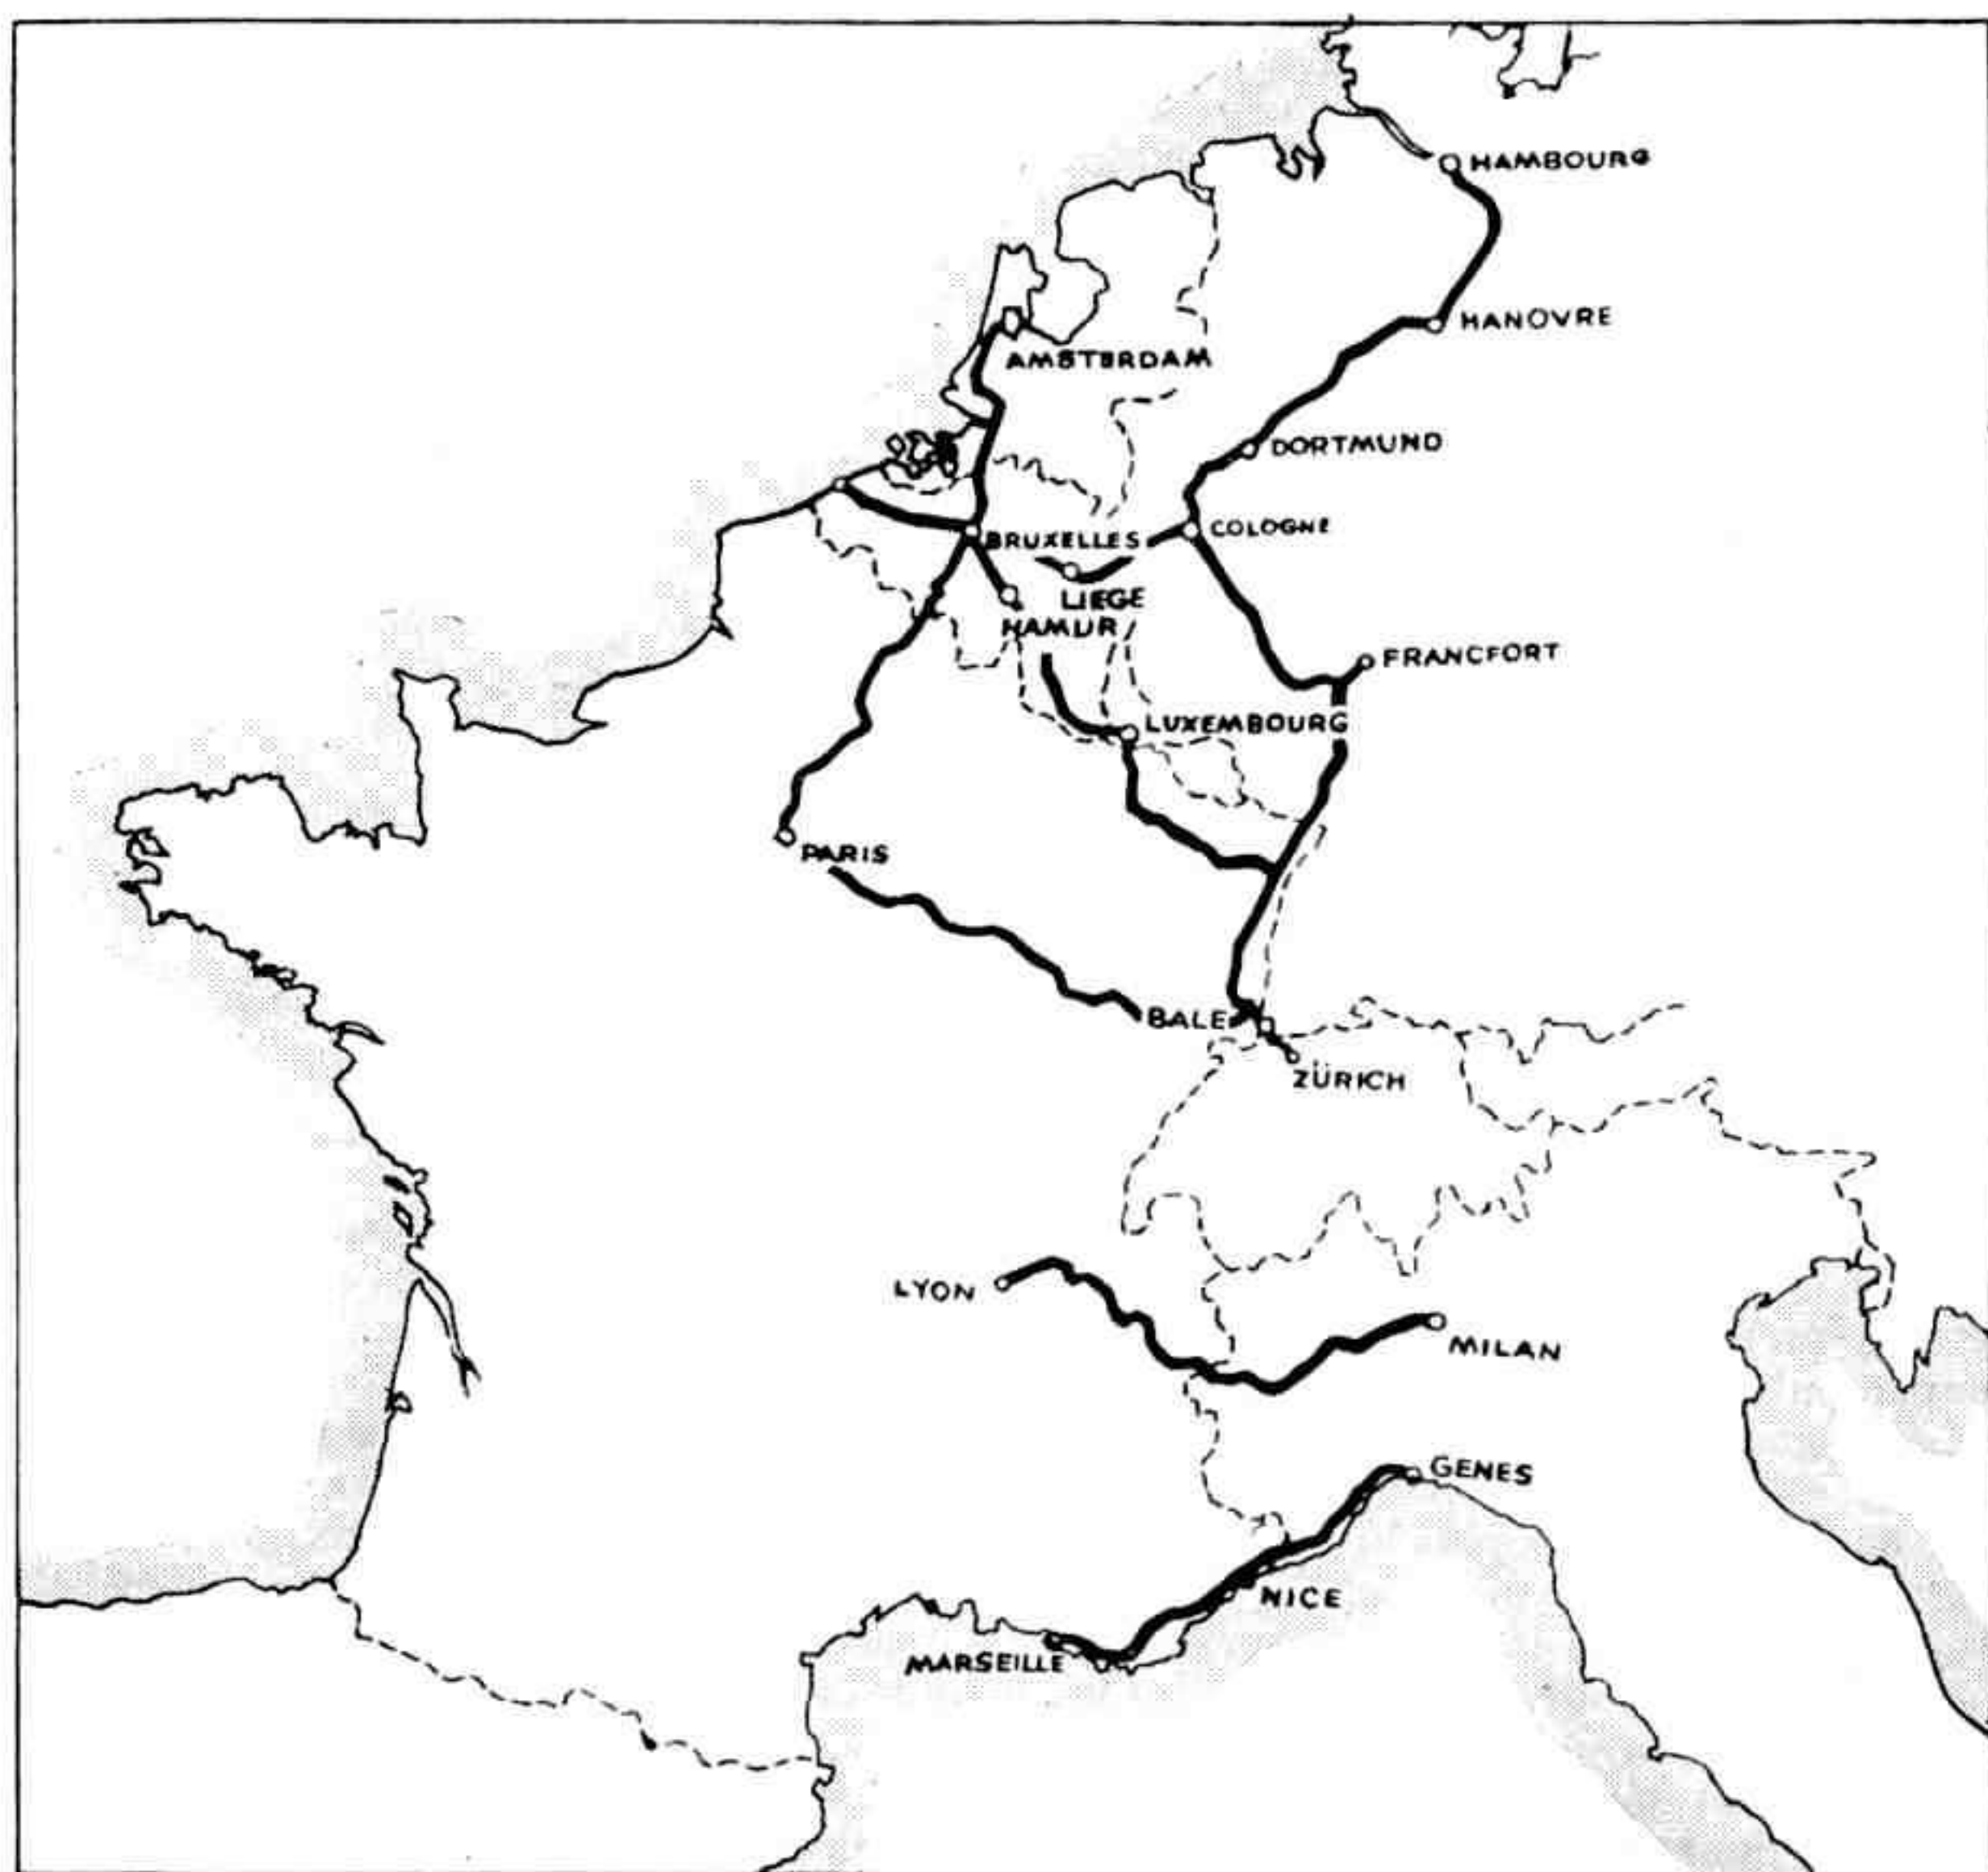 HAMBOURG
HANOVRE
AMSTERDAM
DORTMUND
COLOGNE
BRUXELLES
LIEGE
NAMUR
FRANCFORT
LUXEMBOURG
PARIS
BALE
ZÜRICH
LYON
MILAN
GENES
NICE
MARSEILLE